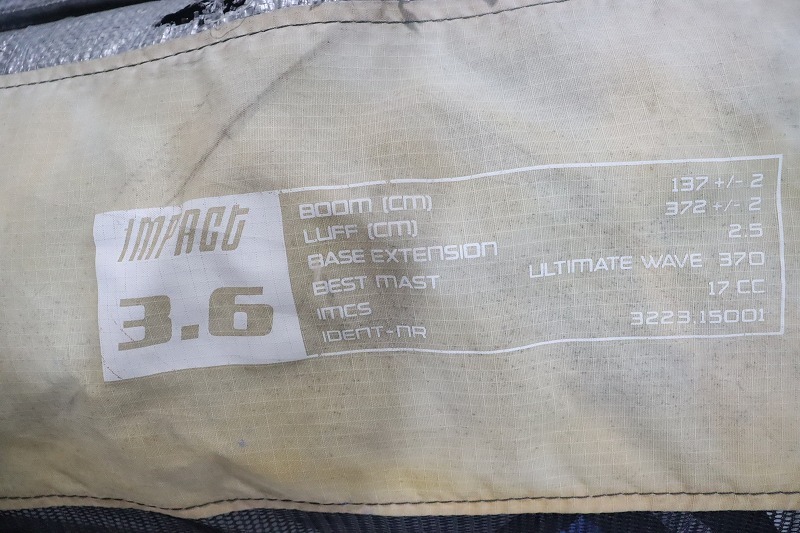 IMPACT
3.6
BOOM (CM) 137 +/- 2
LUFF (CM) 372 +/- 2
BASE EXTENSION 2.5
BEST MAST ULTIMATE WAVE 370
IMCS 17 CC
IDENT-NR 3223.15001